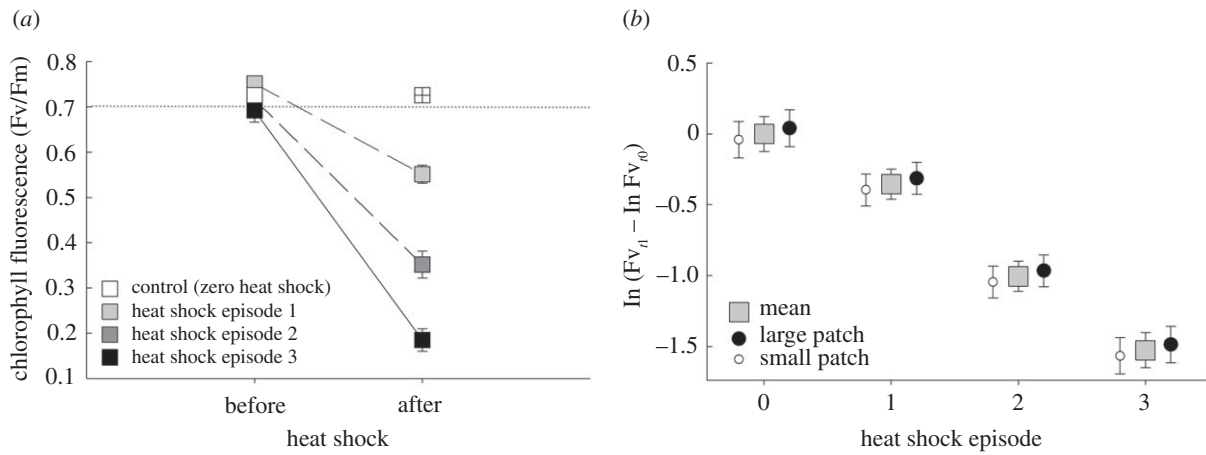 (a)
chlorophyll fluorescence (Fv/Fm)
0.8
0.7
0.6
0.5
0.4
0.3
0.2
0.1
control (zero heat shock)
heat shock episode 1
heat shock episode 2
heat shock episode 3
before
after
heat shock
(b)
ln (Fv_t1 – ln Fv_t0)
0.5
0
–0.5
–1.0
–1.5
mean
large patch
small patch
0 1 2 3
heat shock episode